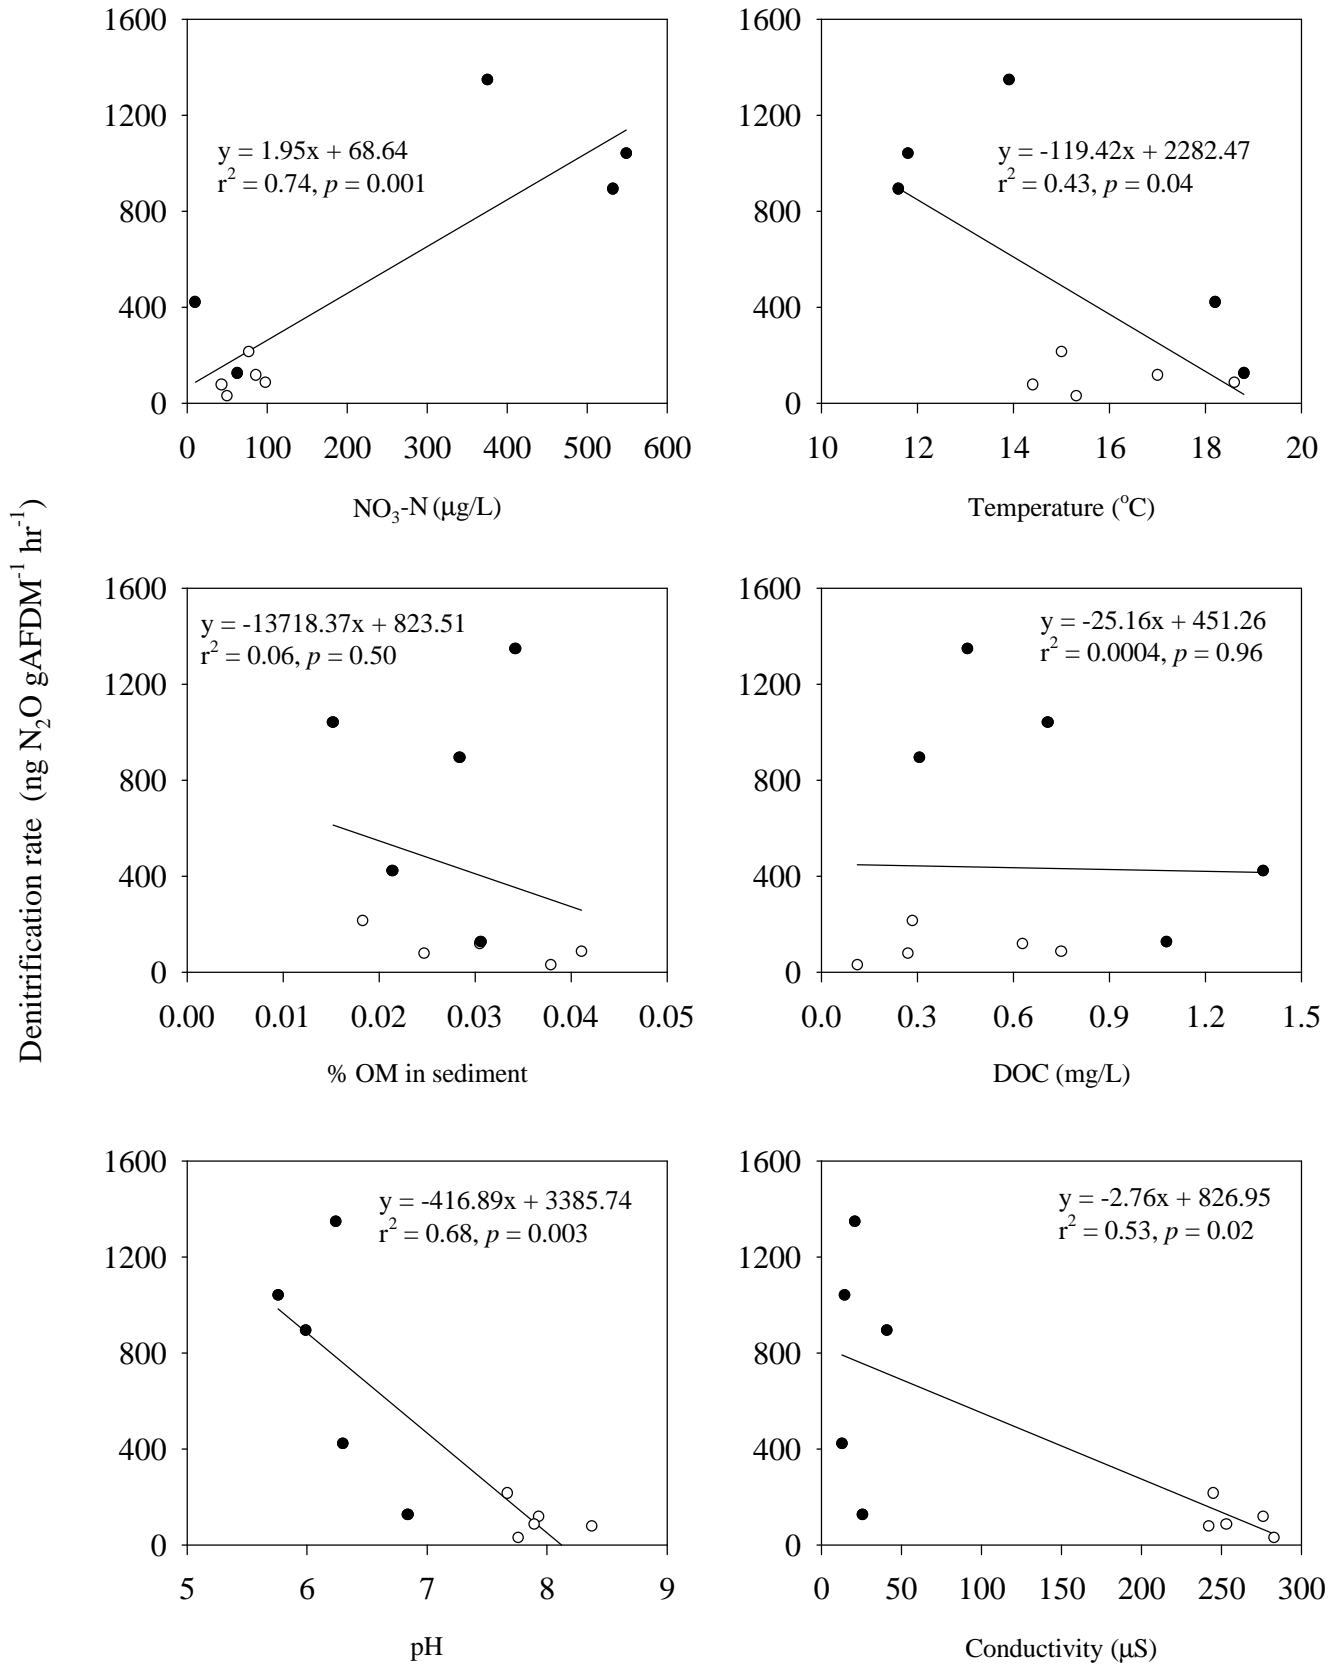 Denitrification rate (ng N₂O gAFDM⁻¹ hr⁻¹)
1600
1200
800
400
0
y = 1.95x + 68.64
r² = 0.74, p = 0.001
0 100 200 300 400 500 600
NO₃-N (μg/L)
1600
1200
800
400
0
y = -119.42x + 2282.47
r² = 0.43, p = 0.04
10 12 14 16 18 20
Temperature (°C)
1600
1200
800
400
0
y = -13718.37x + 823.51
r² = 0.06, p = 0.50
0.00 0.01 0.02 0.03 0.04 0.05
% OM in sediment
1600
1200
800
400
0
y = -25.16x + 451.26
r² = 0.0004, p = 0.96
0.0 0.3 0.6 0.9 1.2 1.5
DOC (mg/L)
1600
1200
800
400
0
y = -416.89x + 3385.74
r² = 0.68, p = 0.003
5 6 7 8 9
pH
1600
1200
800
400
0
y = -2.76x + 826.95
r² = 0.53, p = 0.02
0 50 100 150 200 250 300
Conductivity (μS)